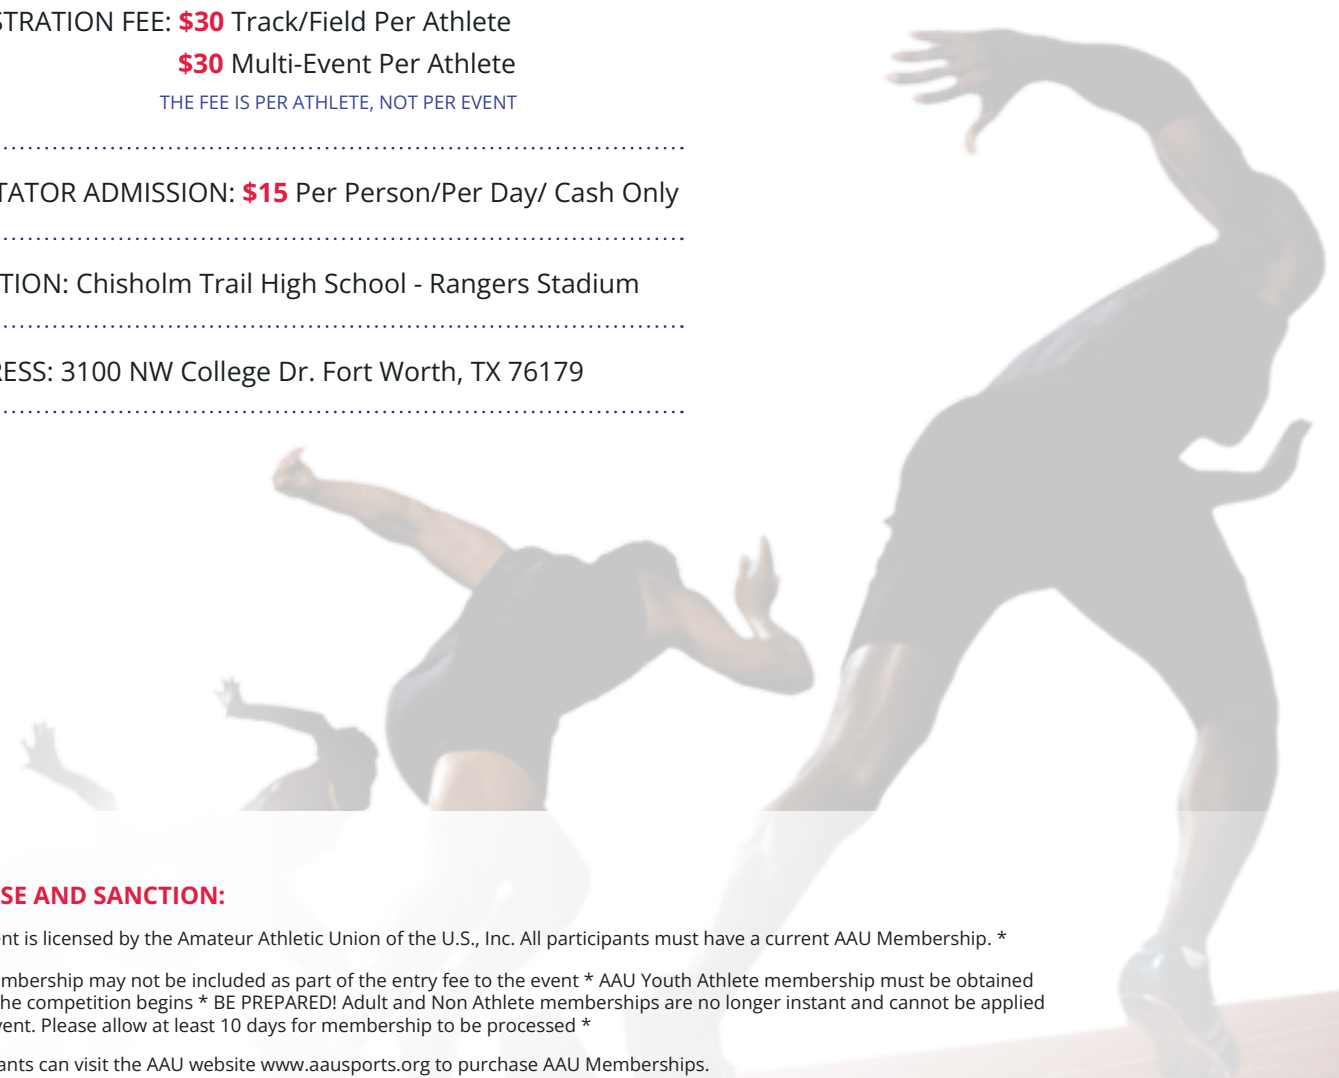 STRATION FEE: $30 Track/Field Per Athlete
$30 Multi-Event Per Athlete
THE FEE IS PER ATHLETE, NOT PER EVENT
TATOR ADMISSION: $15 Per Person/Per Day/ Cash Only
TION: Chisholm Trail High School - Rangers Stadium
RESS: 3100 NW College Dr. Fort Worth, TX 76179
SE AND SANCTION:
ent is licensed by the Amateur Athletic Union of the U.S., Inc. All participants must have a current AAU Membership. *
mbership may not be included as part of the entry fee to the event * AAU Youth Athlete membership must be obtained
he competition begins * BE PREPARED! Adult and Non Athlete memberships are no longer instant and cannot be applied
vent. Please allow at least 10 days for membership to be processed *
ants can visit the AAU website www.aausports.org to purchase AAU Memberships.